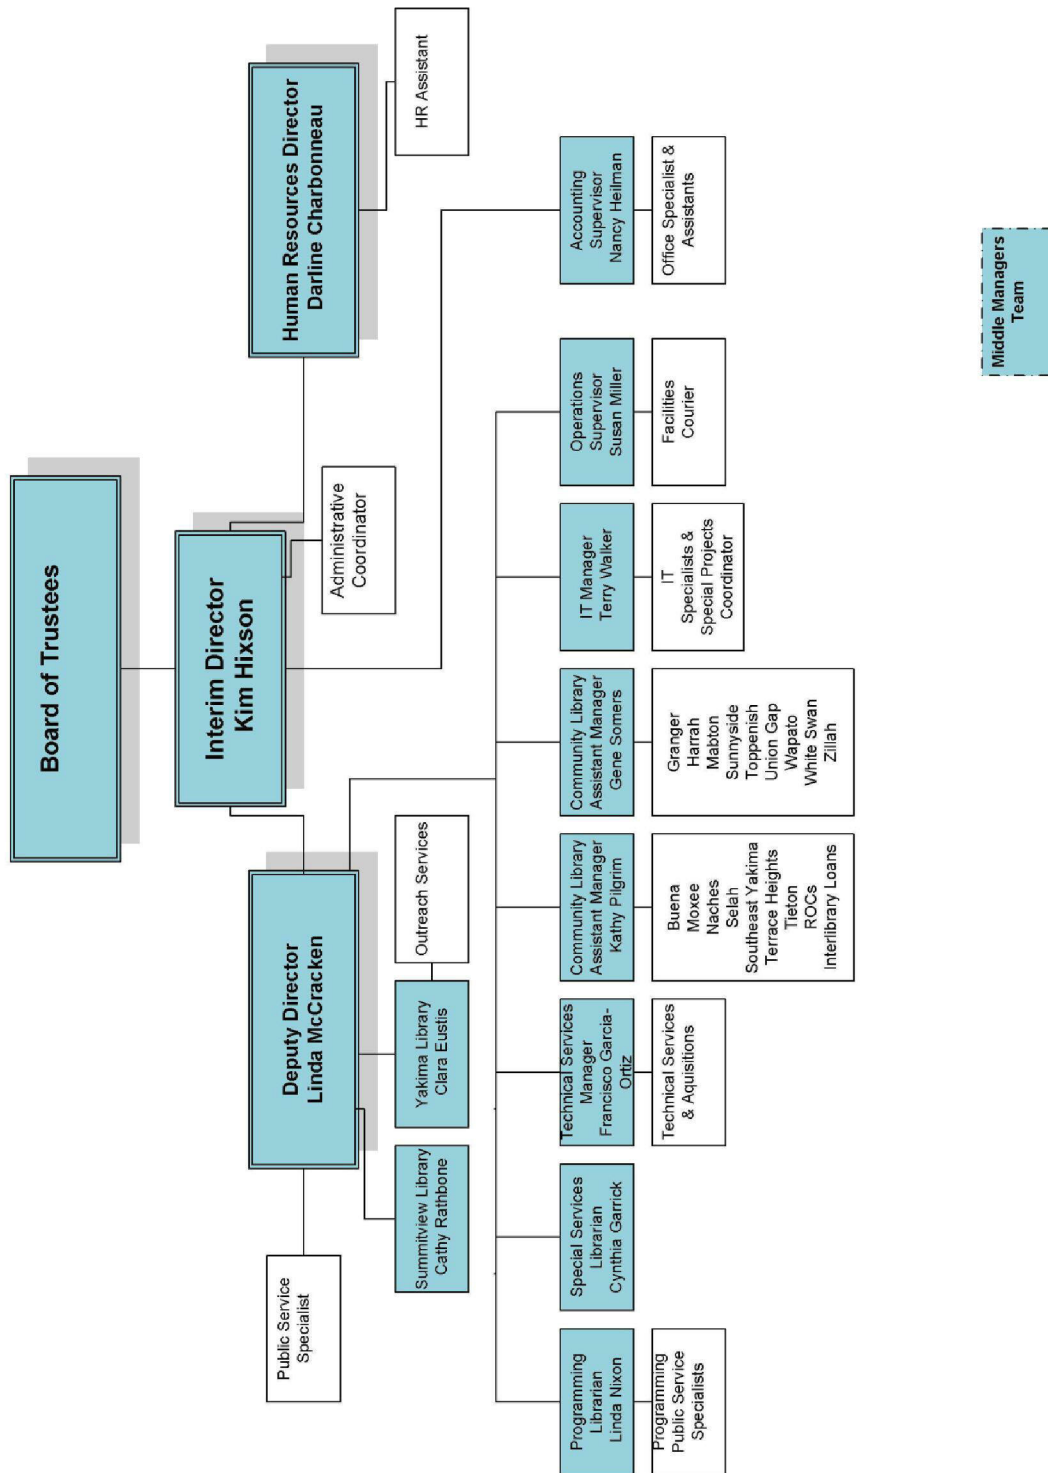 Board of Trustees
Interim Director
Kim Hixson
Deputy Director
Linda McCracken
Human Resources Director
Darline Charbonneau
Public Service
Specialist
Administrative
Coordinator
HR Assistant
Summitview Library
Cathy Rathbone
Yakima Library
Clara Eustis
Outreach Services
Programming
Librarian
Linda Nixon
Special Services
Librarian
Cynthia Garrick
Technical Services
Manager
Francisco Garcia-
Ortiz
Community Library
Assistant Manager
Kathy Pilgrim
Community Library
Assistant Manager
Gene Somers
IT Manager
Terry Walker
Operations
Supervisor
Susan Miller
Accounting
Supervisor
Nancy Heilman
Programming
Public Service
Specialists
Technical Services
& Aquisitions
Buena
Moxee
Naches
Selah
Southeast Yakima
Terrace Heights
Tieton
ROCs
Interlibrary Loans
Granger
Harrah
Mabton
Sunnyside
Toppenish
Union Gap
Wapato
White Swan
Zillah
IT
Specialists &
Special Projects
Coordinator
Facilities
Courier
Office Specialist &
Assistants
Middle Managers
Team